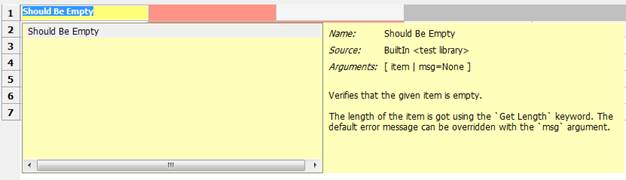 1 Should Be Empty
2 Should Be Empty
3
4
5
6
7
Name: Should Be Empty
Source: BuiltIn <test library>
Arguments: [ item | msg=None ]
Verifies that the given item is empty.
The length of the item is got using the `Get Length` keyword. The
default error message can be overridden with the `msg` argument.